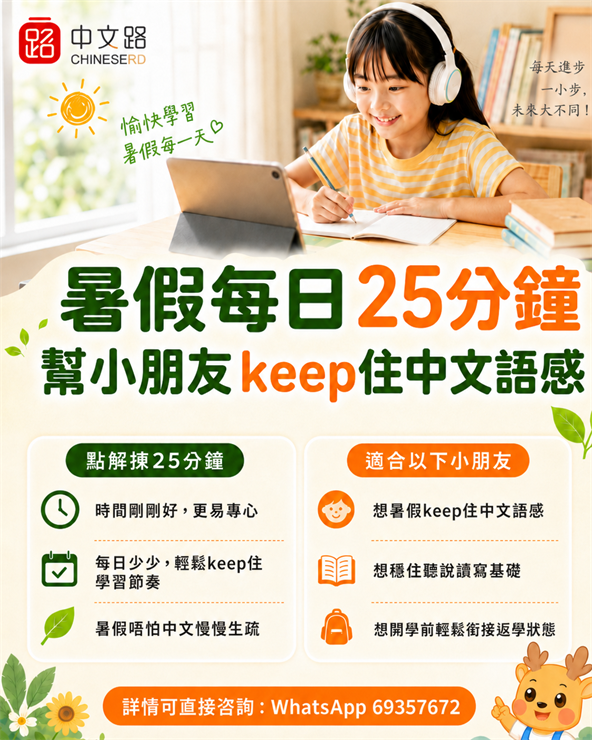 路 中文路
CHINESERD
每天進步
一小步,
未來大不同!
愉快學習
暑假每一天♡
暑假每日25分鐘
幫小朋友keep住中文語感
點解揀25分鐘
時間剛剛好,更易專心
每日少少,輕鬆keep住
學習節奏
暑假唔怕中文慢慢生疏
適合以下小朋友
想暑假keep住中文語感
想穩住聽說讀寫基礎
想開學前輕鬆銜接返學狀態
詳情可直接咨詢:WhatsApp 69357672